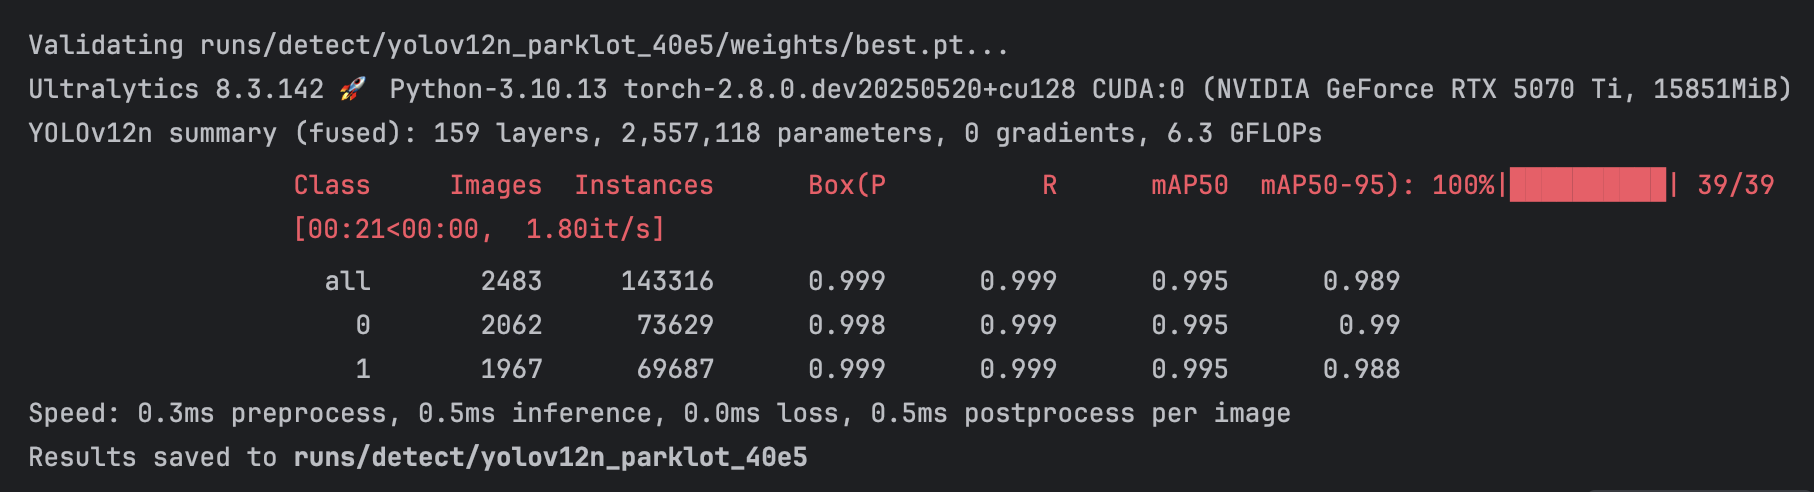 Validating runs/detect/yolov12n_parklot_40e5/weights/best.pt...
Ultralytics 8.3.142 🚀 Python-3.10.13 torch-2.8.0.dev20250520+cu128 CUDA:0 (NVIDIA GeForce RTX 5070 Ti, 15851MiB)
YOLOv12n summary (fused): 159 layers, 2,557,118 parameters, 0 gradients, 6.3 GFLOPs
Class Images Instances Box(P R mAP50 mAP50-95): 100%|██████████| 39/39
[00:21<00:00, 1.80it/s]
all 2483 143316 0.999 0.999 0.995 0.989
0 2062 73629 0.998 0.999 0.995 0.99
1 1967 69687 0.999 0.999 0.995 0.988
Speed: 0.3ms preprocess, 0.5ms inference, 0.0ms loss, 0.5ms postprocess per image
Results saved to runs/detect/yolov12n_parklot_40e5